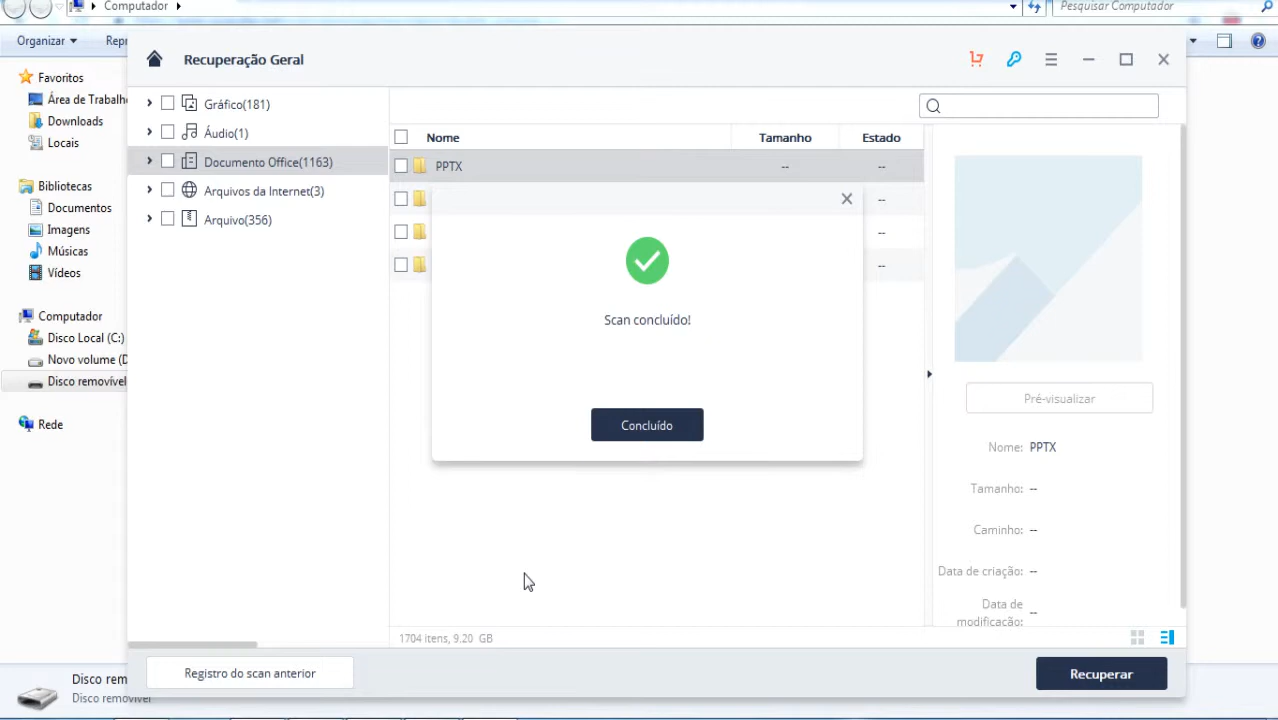 Computador
Pesquisar Computador
Organizar
Repr
Favoritos
Área de Trabalh
Downloads
Locais
Bibliotecas
Documentos
Imagens
Músicas
Vídeos
Computador
Disco Local (C:)
Novo volume (D
Disco removível
Rede
Disco rem
Disco removível
Recuperação Geral
Gráfico(181)
Áudio(1)
Documento Office(1163)
Arquivos da Internet(3)
Arquivo(356)
Nome Tamanho Estado
PPTX -- --
--
--
--
Scan concluído!
Concluído
Pré-visualizar
Nome: PPTX
Tamanho: --
Caminho: --
Data de criação: --
Data de
modificação: --
1704 itens, 9.20 GB
Registro do scan anterior
Recuperar